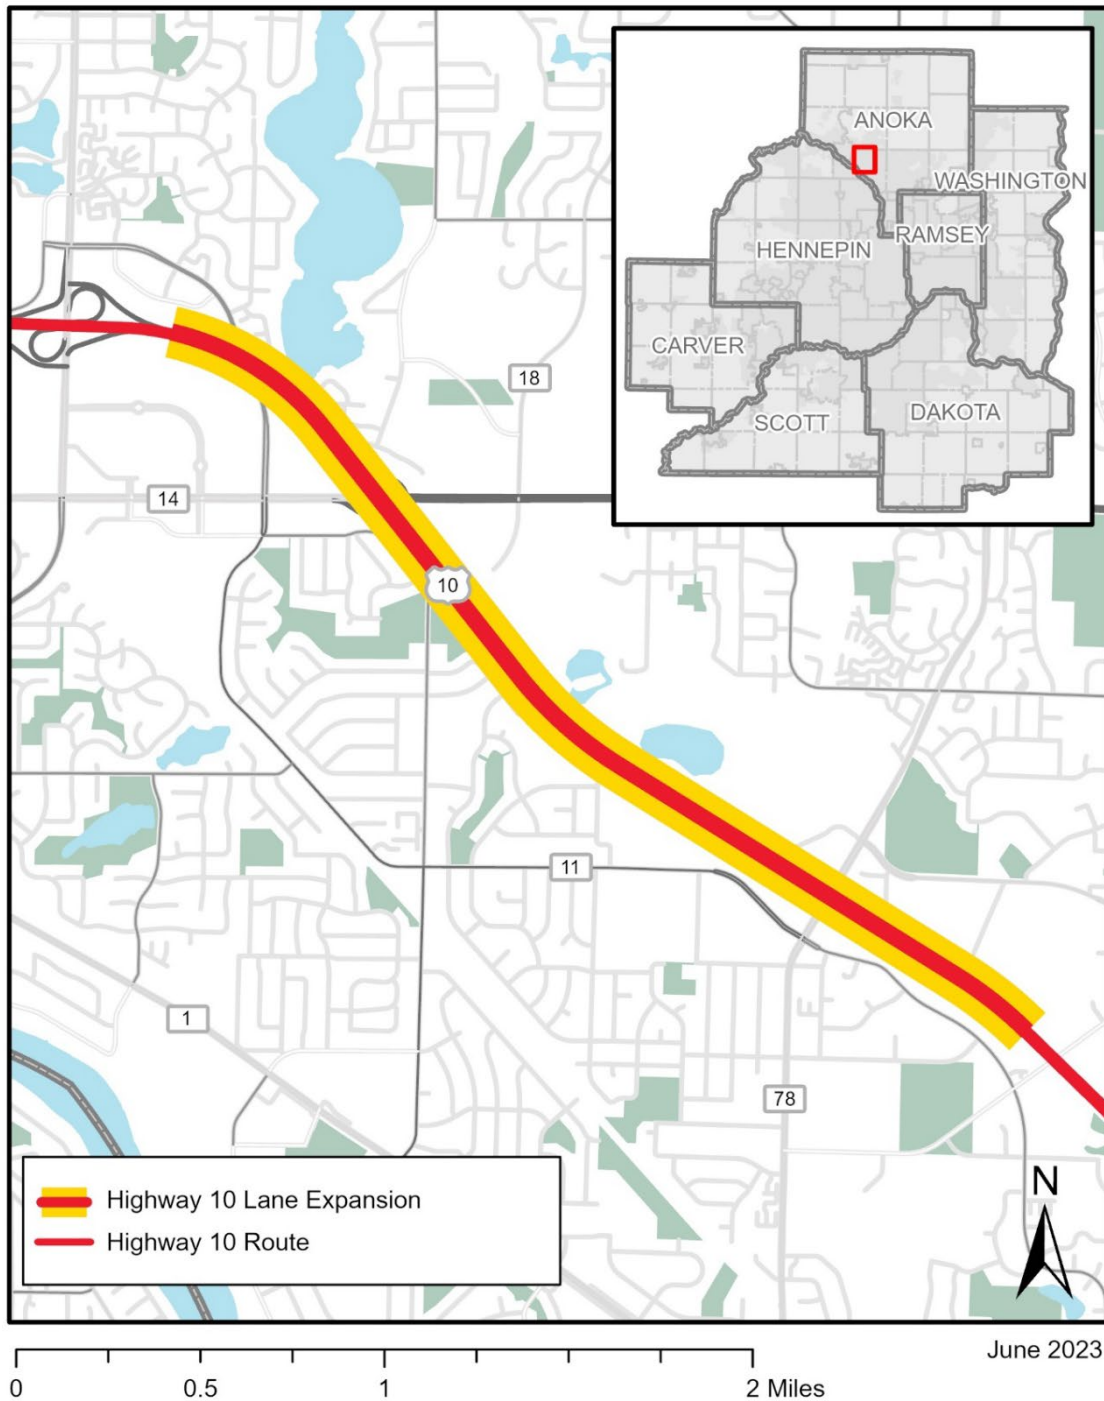 ANOKA
WASHINGTON
RAMSEY
HENNEPIN
CARVER
SCOTT
DAKOTA
18
14
10
11
1
78
N
Highway 10 Lane Expansion
Highway 10 Route
June 2023
0 0.5 1 2 Miles